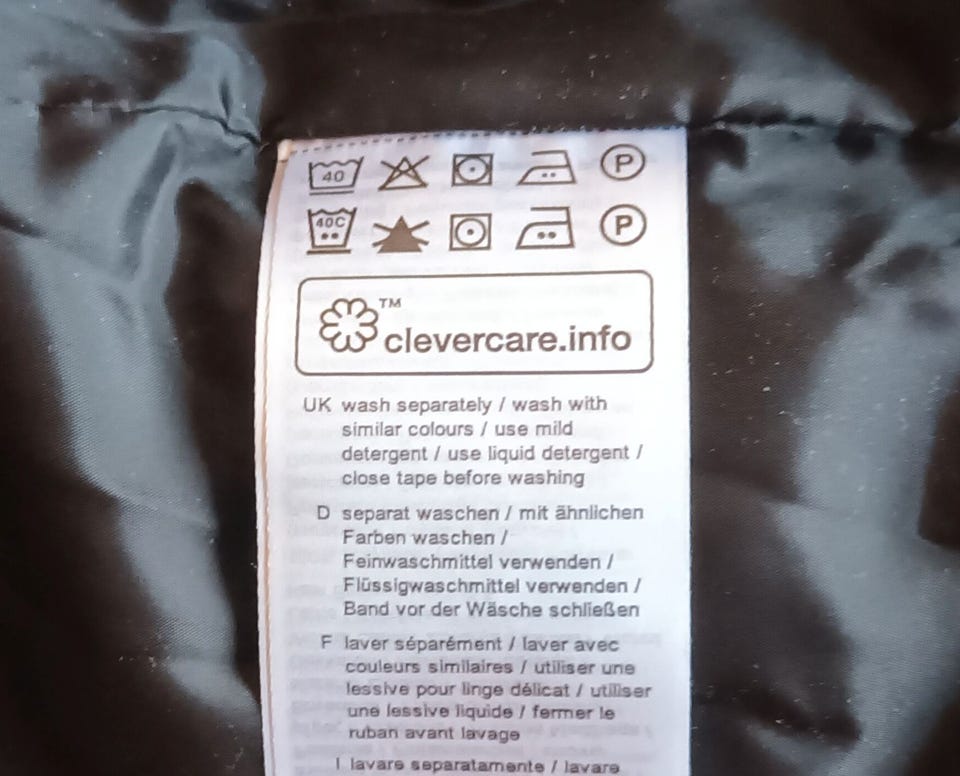 40 P
40C P
TM
clevercare.info
UK wash separately / wash with
similar colours / use mild
detergent / use liquid detergent /
close tape before washing
D separat waschen / mit ähnlichen
Farben waschen /
Feinwaschmittel verwenden /
Flüssigwaschmittel verwenden /
Band vor der Wäsche schließen
F laver séparément / laver avec
couleurs similaires / utiliser une
lessive pour linge délicat / utiliser
une lessive liquide / fermer le
ruban avant lavage
I lavare separatamente / lavare